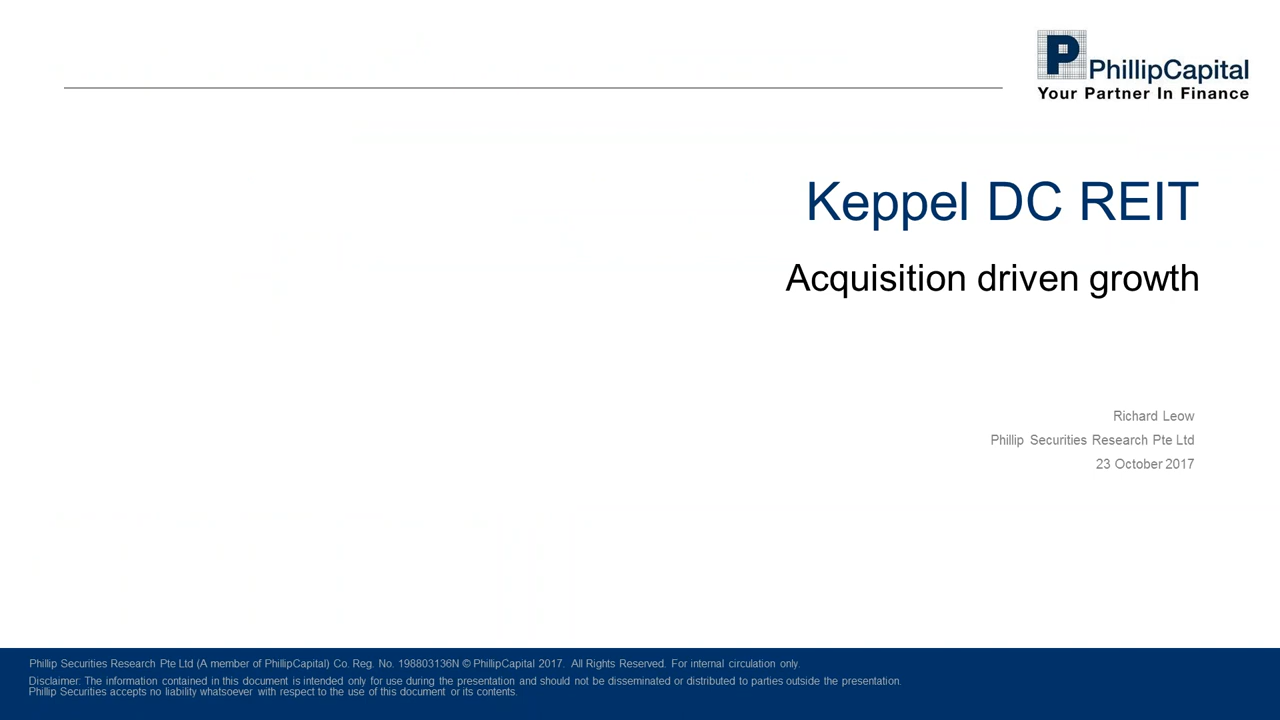 P
PhillipCapital
Your Partner In Finance
Keppel DC REIT
Acquisition driven growth
Richard Leow
Phillip Securities Research Pte Ltd
23 October 2017
Phillip Securities Research Pte Ltd (A member of PhillipCapital) Co. Reg. No. 198803136N © PhillipCapital 2017. All Rights Reserved. For internal circulation only.
Disclaimer: The information contained in this document is intended only for use during the presentation and should not be disseminated or distributed to parties outside the presentation.
Phillip Securities accepts no liability whatsoever with respect to the use of this document or its contents.